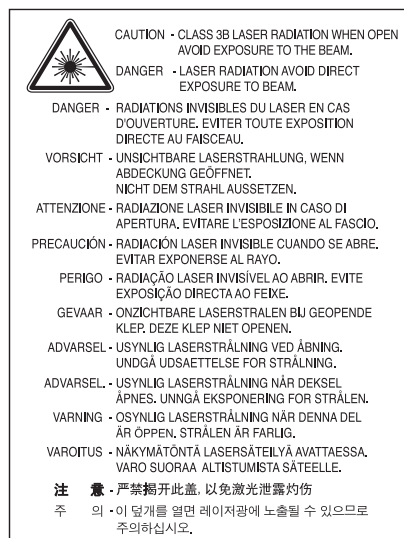 CAUTION - CLASS 3B LASER RADIATION WHEN OPEN
AVOID EXPOSURE TO THE BEAM.
DANGER - LASER RADIATION AVOID DIRECT
EXPOSURE TO BEAM.
DANGER - RADIATIONS INVISIBLES DU LASER EN CAS
D'OUVERTURE. EVITER TOUTE EXPOSITION
DIRECTE AU FAISCEAU.
VORSICHT - UNSICHTBARE LASERSTRAHLUNG, WENN
ABDECKUNG GEÖFFNET.
NICHT DEM STRAHL AUSSETZEN.
ATTENZIONE - RADIAZIONE LASER INVISIBILE IN CASO DI
APERTURA. EVITARE L'ESPOSIZIONE AL FASCIO.
PRECAUCIÓN - RADIACIÓN LASER INVISIBLE CUANDO SE ABRE.
EVITAR EXPONERSE AL RAYO.
PERIGO - RADIAÇÃO LASER INVISÍVEL AO ABRIR. EVITE
EXPOSIÇÃO DIRECTA AO FEIXE.
GEVAAR - ONZICHTBARE LASERSTRALEN BIJ GEOPENDE
KLEP. DEZE KLEP NIET OPENEN.
ADVARSEL - USYNLIG LASERSTRÅLNING VED ÅBNING.
UNDGÅ UDSAETTELSE FOR STRÅLNING.
ADVARSEL. - USYNLIG LASERSTRÅLNING NÅR DEKSEL
ÅPNES. UNNGÅ EKSPONERING FOR STRÅLEN.
VARNING - OSYNLIG LASERSTRÅLNING NÄR DENNA DEL
ÄR ÖPPEN. STRÅLEN ÄR FARLIG.
VAROITUS - NÄKYMÄTÖNTÄ LASERSÄTEILYÄ AVATTAESSA.
VARO SUORAA ALTISTUMISTA SÄTEELLE.
注 意 - 严禁揭开此盖, 以免激光泄露灼伤
주 의 - 이 덮개를 열면 레이저광에 노출될 수 있으므로
주의하십시오.